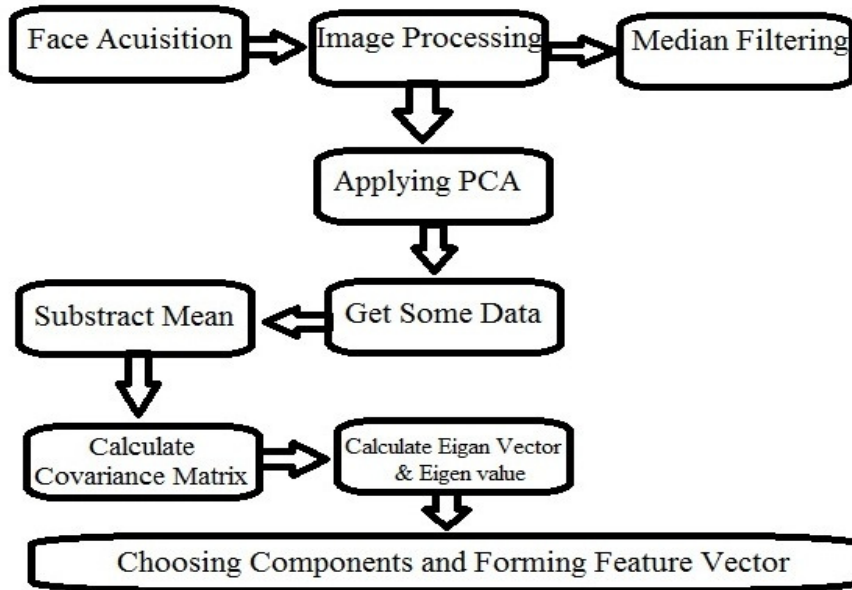 Face Acuisition
Image Processing
Median Filtering
Applying PCA
Get Some Data
Substract Mean
Calculate
Covariance Matrix
Calculate Eigan Vector
& Eigen value
Choosing Components and Forming Feature Vector